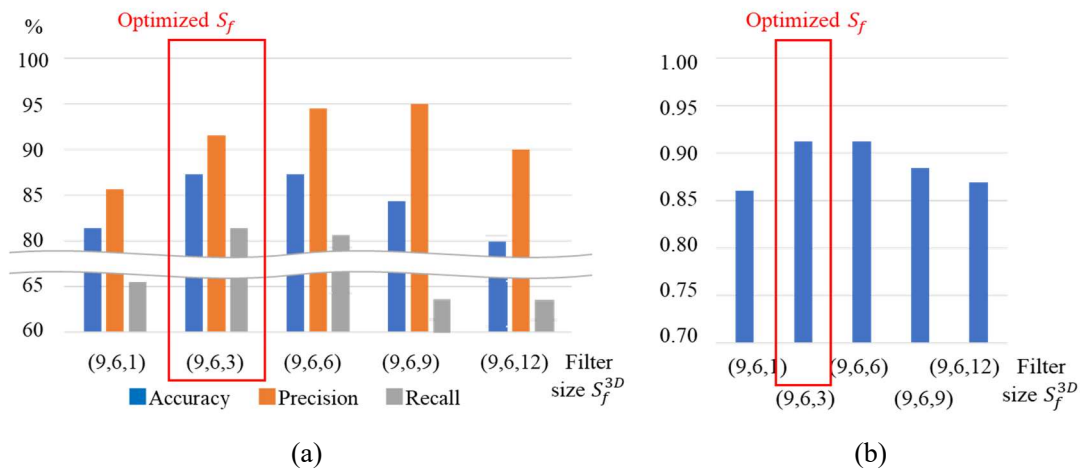 Optimized S_f
%
100
95
90
85
80
65
60
(9,6,1) (9,6,3) (9,6,6) (9,6,9) (9,6,12) Filter
size S_f^{3D}
Accuracy Precision Recall
(a)
Optimized S_f
1.00
0.95
0.90
0.85
0.80
0.75
0.70
(9,6,1) (9,6,6) (9,6,12) Filter
(9,6,3) (9,6,9) size S_f^{3D}
(b)